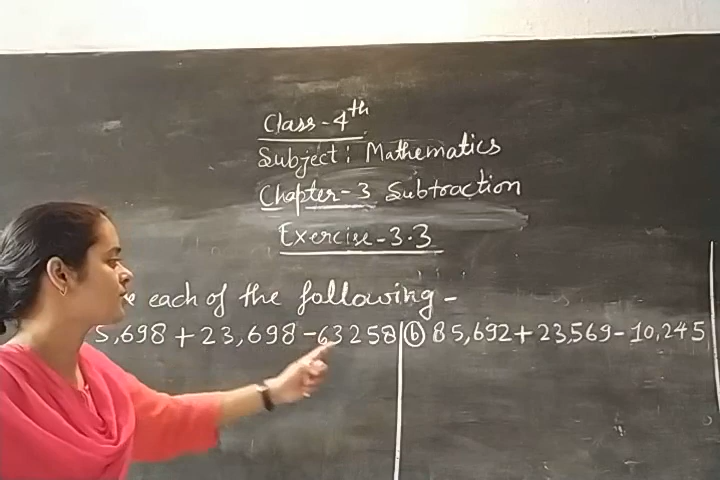 Class-4th
Subject: Mathematics
Chapter-3 Subtraction
Exercise-3.3
each of the following-
5,698+23,698-63258 (b) 85,692+23,569-10,245